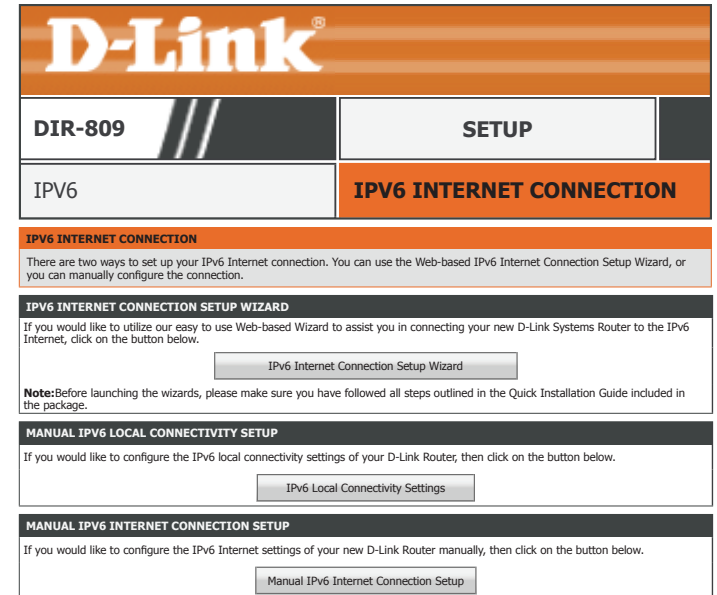 D-Link®
DIR-809
SETUP
IPV6
IPV6 INTERNET CONNECTION
IPV6 INTERNET CONNECTION
There are two ways to set up your IPv6 Internet connection. You can use the Web-based IPv6 Internet Connection Setup Wizard, or
you can manually configure the connection.
IPV6 INTERNET CONNECTION SETUP WIZARD
If you would like to utilize our easy to use Web-based Wizard to assist you in connecting your new D-Link Systems Router to the IPv6
Internet, click on the button below.
IPv6 Internet Connection Setup Wizard
Note:Before launching the wizards, please make sure you have followed all steps outlined in the Quick Installation Guide included in
the package.
MANUAL IPV6 LOCAL CONNECTIVITY SETUP
If you would like to configure the IPv6 local connectivity settings of your D-Link Router, then click on the button below.
IPv6 Local Connectivity Settings
MANUAL IPV6 INTERNET CONNECTION SETUP
If you would like to configure the IPv6 Internet settings of your new D-Link Router manually, then click on the button below.
Manual IPv6 Internet Connection Setup